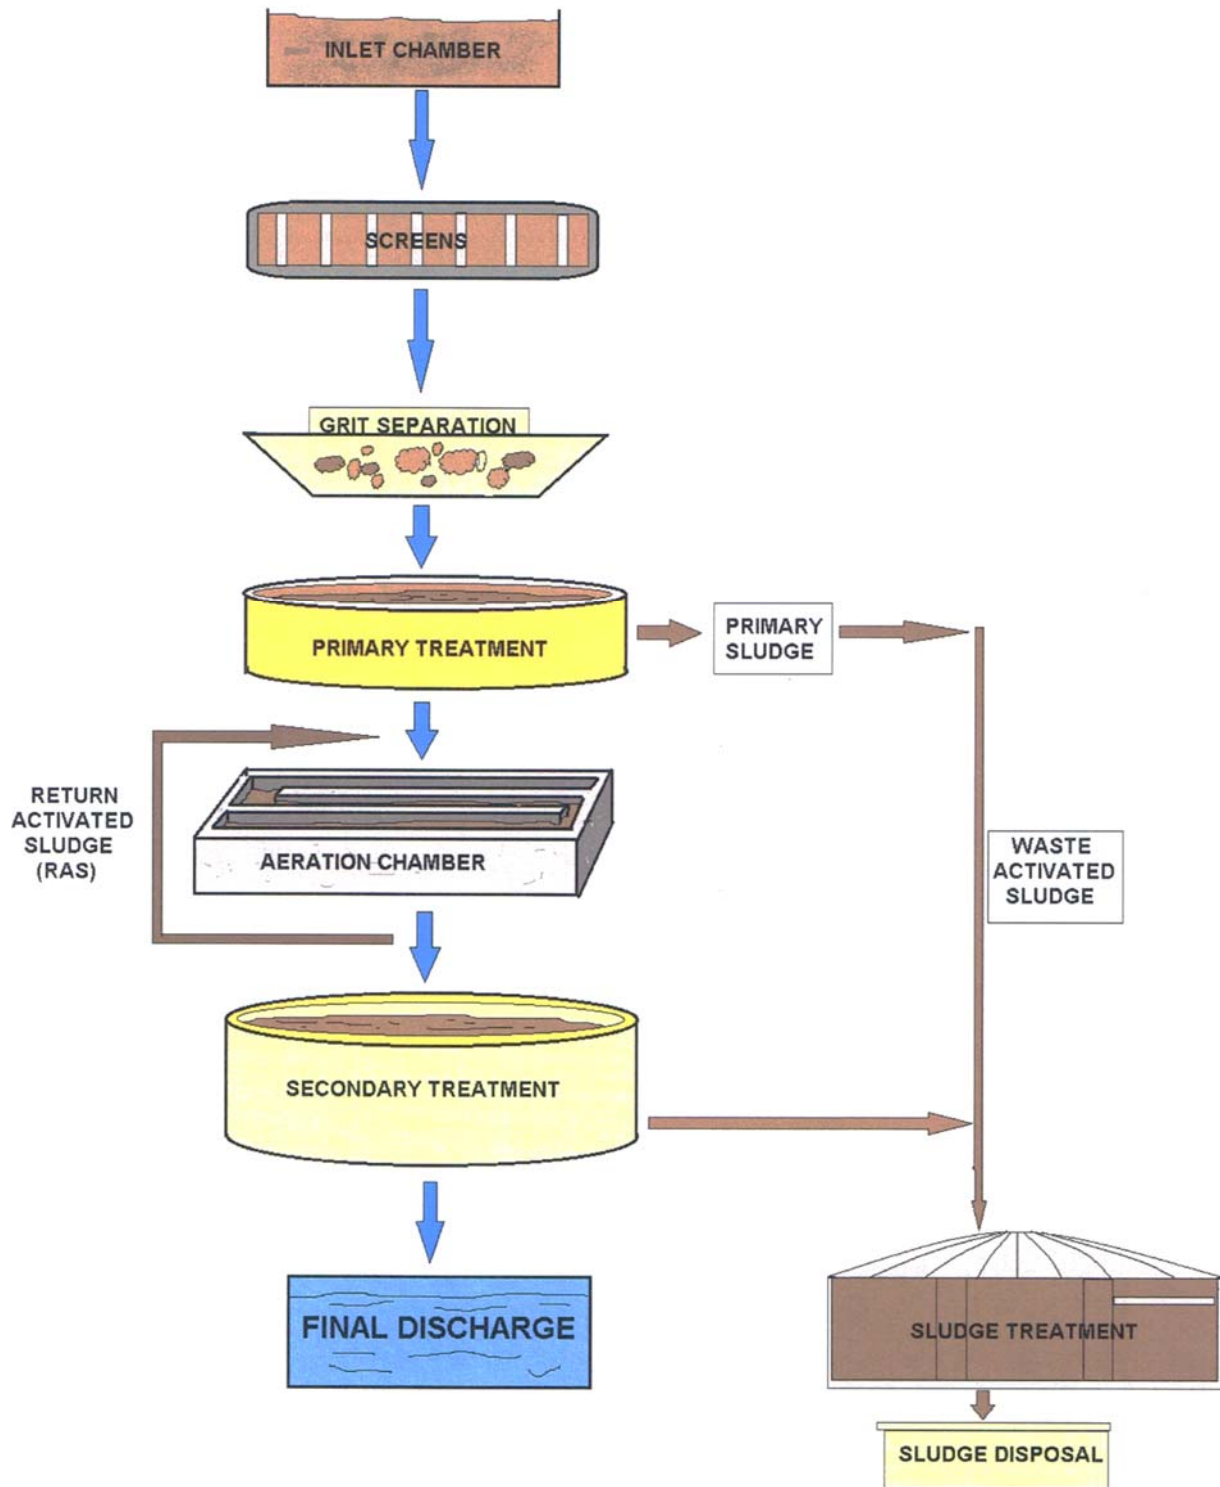 INLET CHAMBER
SCREENS
GRIT SEPARATION
PRIMARY TREATMENT
PRIMARY
SLUDGE
RETURN
ACTIVATED
SLUDGE
(RAS)
AERATION CHAMBER
WASTE
ACTIVATED
SLUDGE
SECONDARY TREATMENT
FINAL DISCHARGE
SLUDGE TREATMENT
SLUDGE DISPOSAL